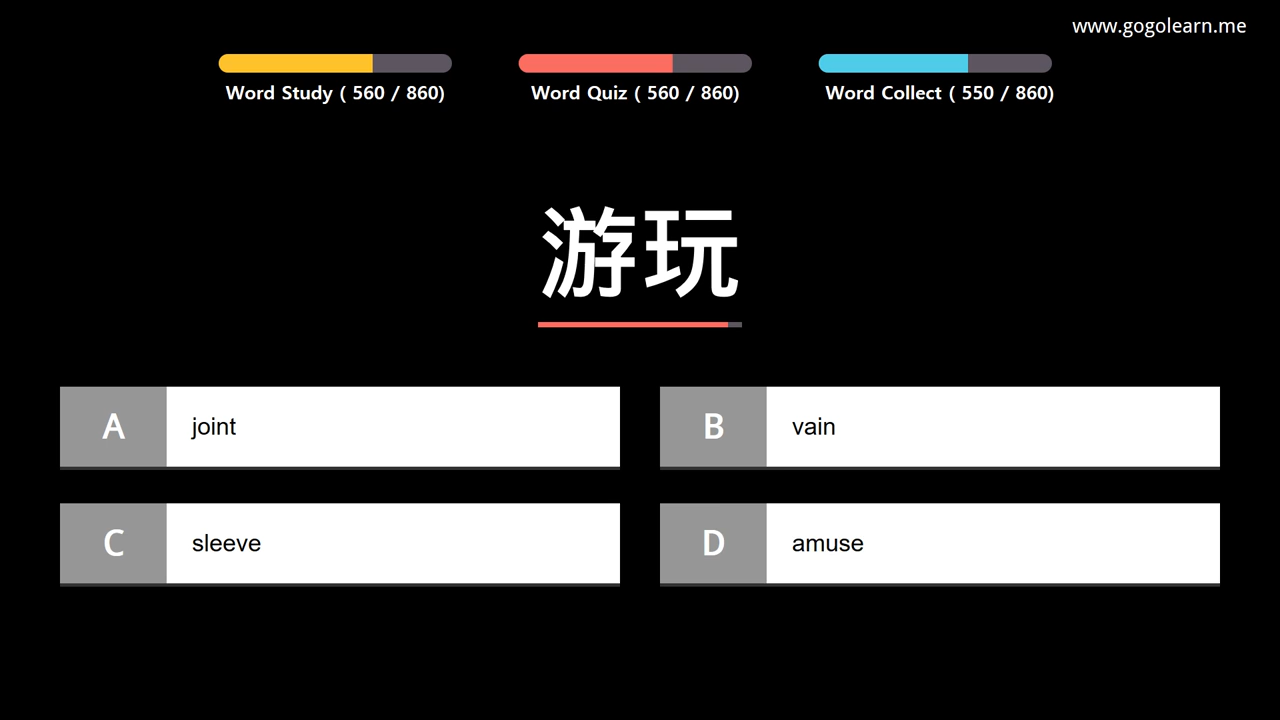 www.gogolearn.me
Word Study ( 560 / 860)
Word Quiz ( 560 / 860)
Word Collect ( 550 / 860)
游玩
A joint
B vain
C sleeve
D amuse